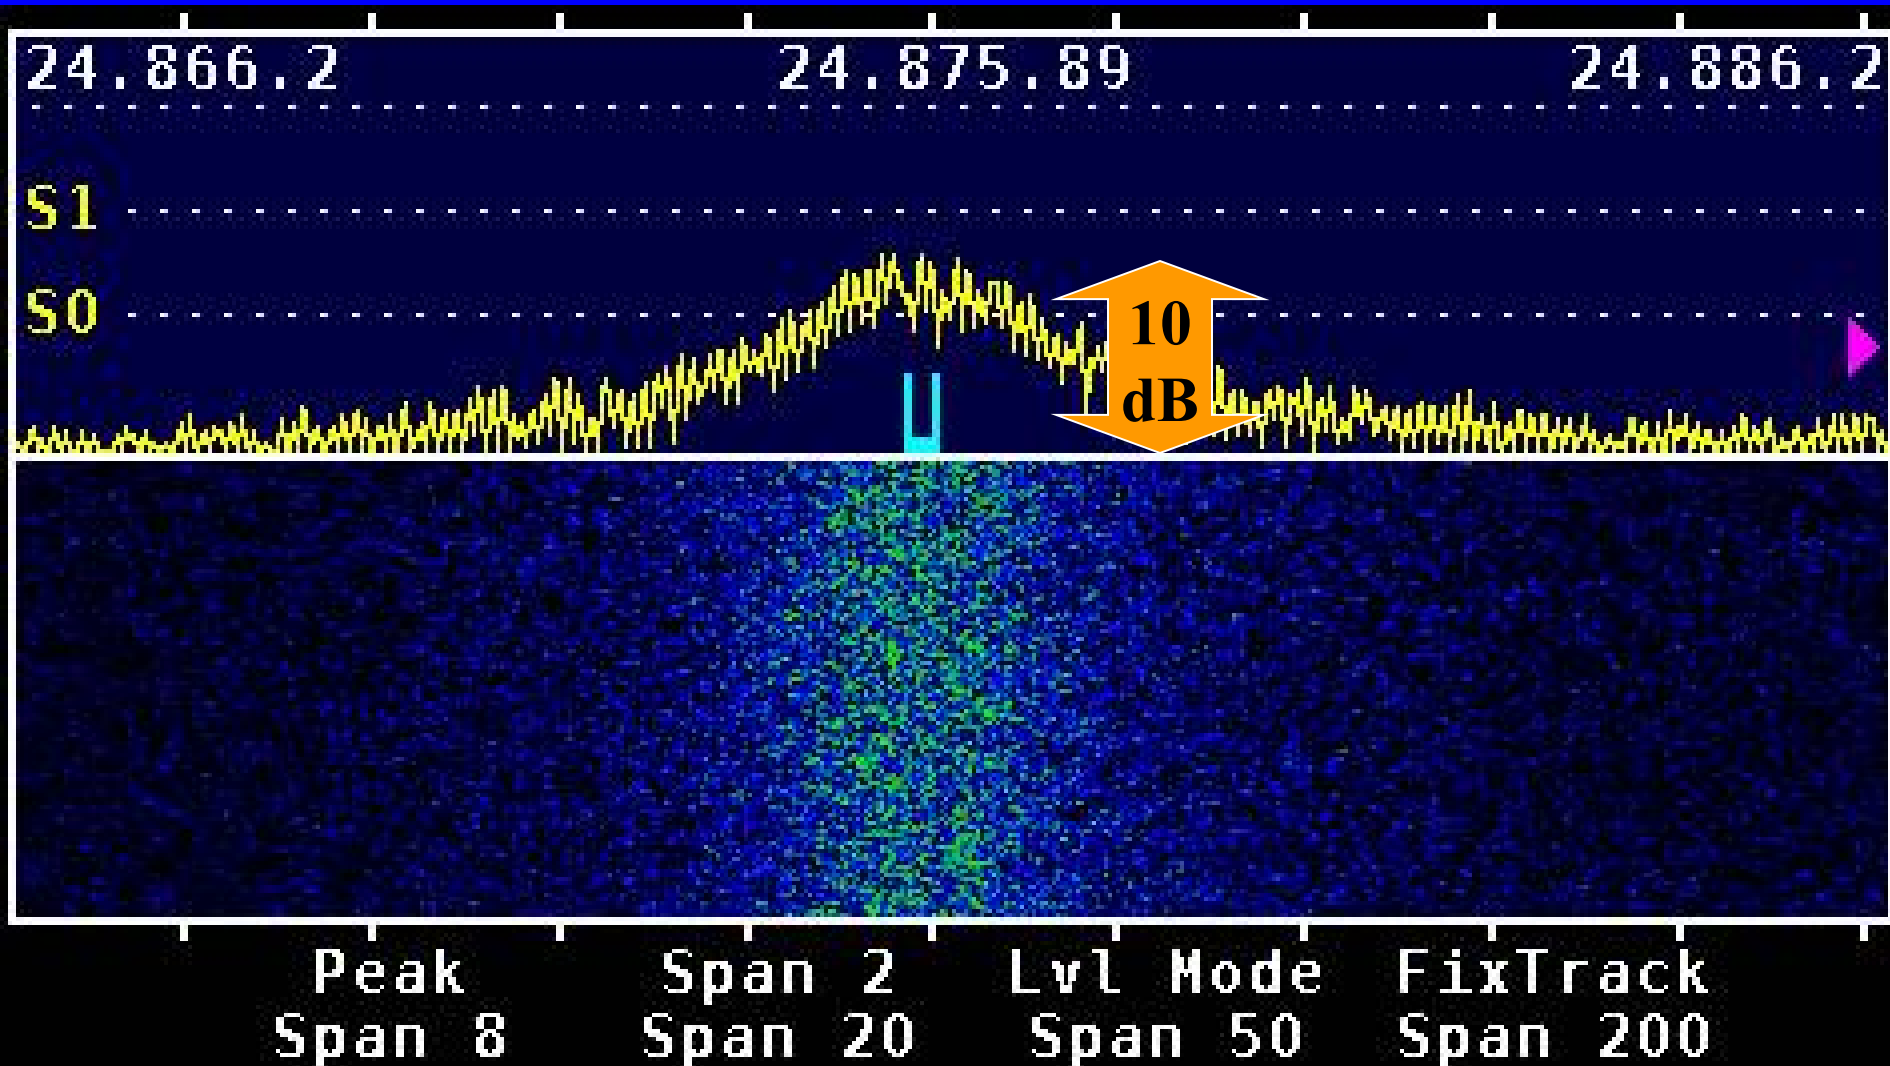 24.866.2 24.875.89 24.886.2
S1
S0
10
dB
Peak Span 2 Lvl Mode FixTrack
Span 8 Span 20 Span 50 Span 200